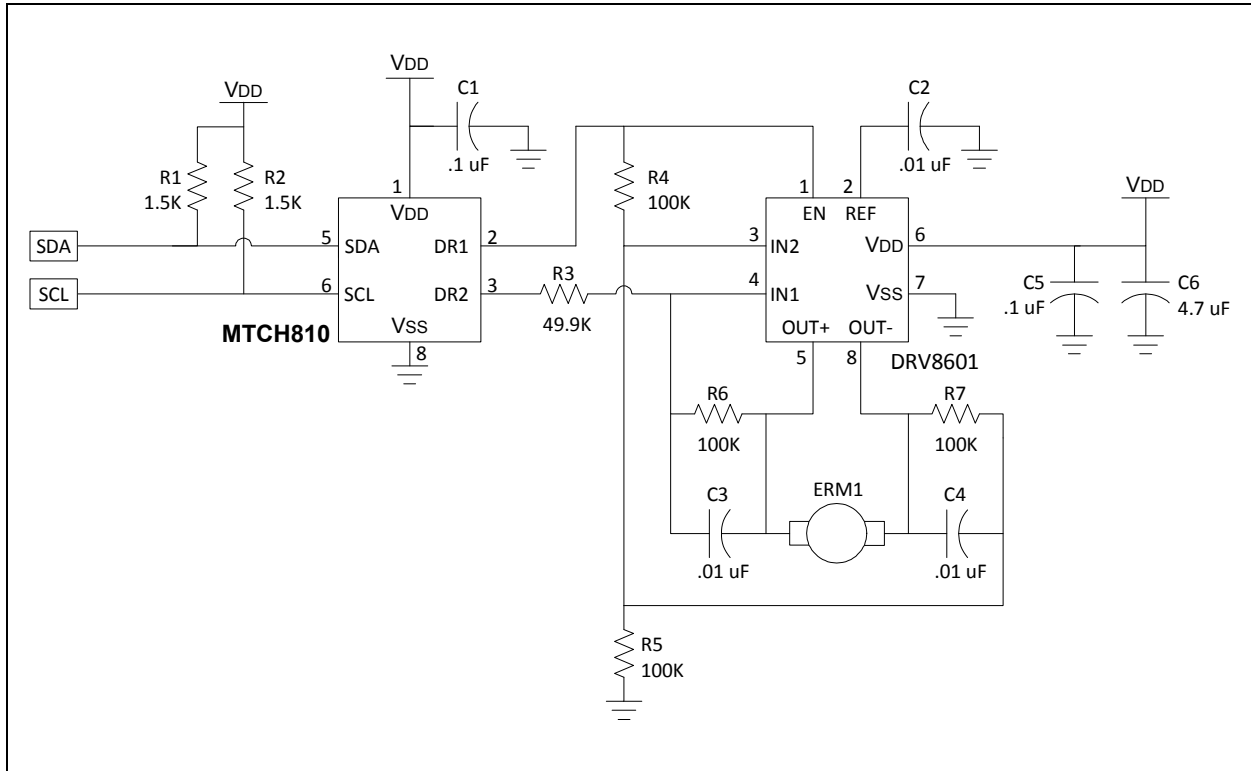 VDD
C1
.1 uF
C2
.01 uF
VDD
R1
1.5K
R2
1.5K
R4
100K
VDD
1
VDD
1
2
EN
REF
SDA
5
SDA
DR1
2
3
IN2
VDD
6
SCL
6
SCL
DR2
3
R3
49.9K
4
IN1
VSS
7
C5
.1 uF
C6
4.7 uF
MTCH810
VSS
8
OUT+
OUT-
5
8
DRV8601
R6
100K
R7
100K
C3
.01 uF
ERM1
C4
.01 uF
R5
100K